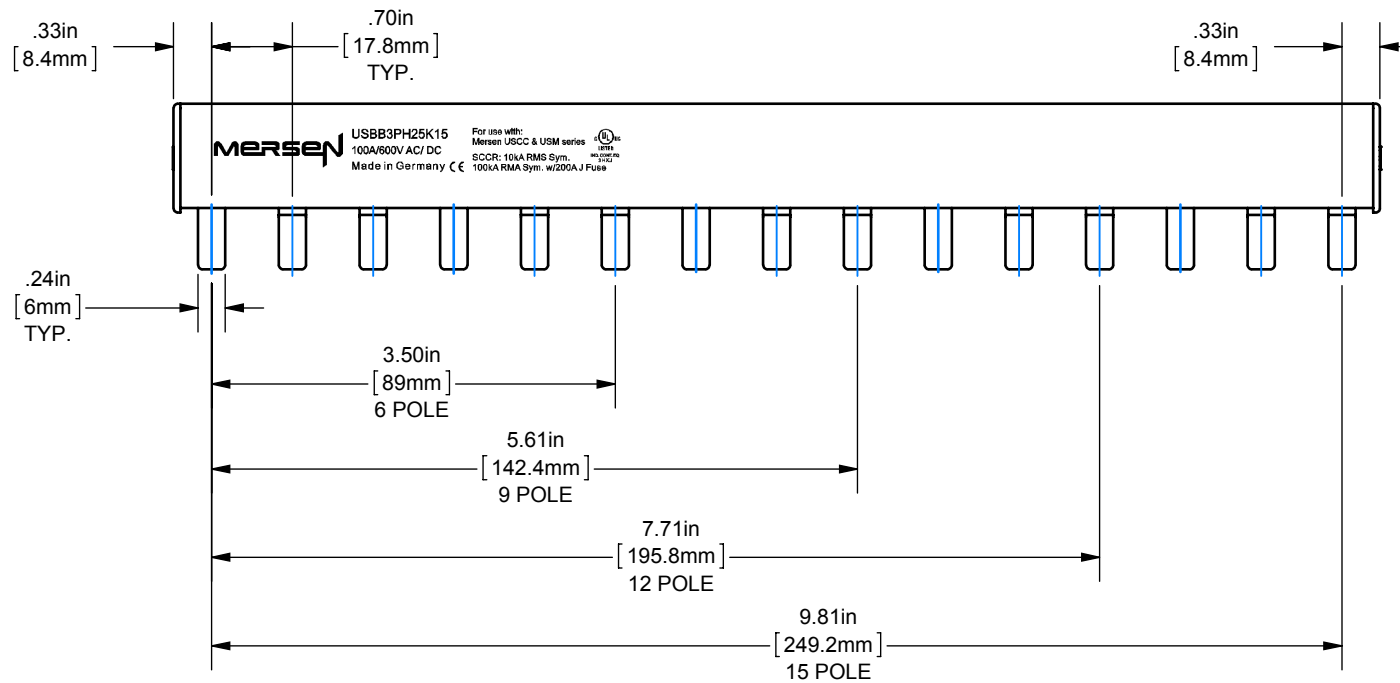 .33in
[8.4mm]
.70in
[17.8mm]
TYP.
.33in
[8.4mm]
MERSEN
USBB3PH25K15
100A/600V AC/ DC
Made in Germany CE
For use with:
Mersen USCC & USM series
SCCR: 10kA RMS Sym.
100kA RMA Sym. w/200A J Fuse
UL
LISTED
.24in
[6mm]
TYP.
3.50in
[89mm]
6 POLE
5.61in
[142.4mm]
9 POLE
7.71in
[195.8mm]
12 POLE
9.81in
[249.2mm]
15 POLE